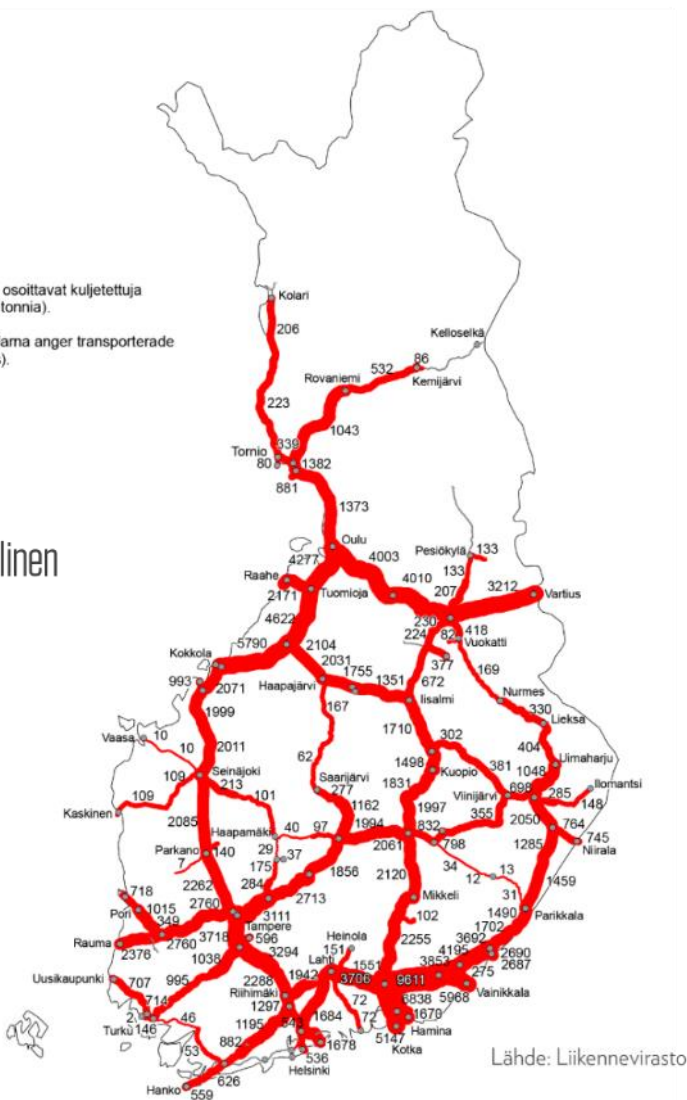 osoittavat kuljetettuja
tonnia).
arna anger transporterade
s).
linen
Kolari
206
Kelloselkä
86
532
Rovaniemi
Kemijärvi
223
1043
339
Tornio
80
1382
881
1373
Oulu
4277
4003
Pesiökylä
133
133
Raahe
2171
Tuomioja
4010
207
3212
Vartius
4622
230
418
224
82
Vuokatti
5790
2104
377
Kokkola
2031
1755
169
993
2071
Haapajärvi
1351
672
Nurmes
1999
167
Iisalmi
330
Lieksa
1710
302
404
Vaasa
10
10
2011
62
1498
Uimaharju
Seinäjoki
Kuopio
381
1048
Ilomantsi
109
213
Saarijärvi
277
1831
Viinijärvi
698
285
148
Kaskinen
109
101
1162
1997
355
2050
764
2085
Haapamäki
40
97
1994
832
745
Niirala
29
2061
798
1285
Parkano
140
37
34
13
7
175
1856
12
1459
2262
284
2120
31
718
2713
Mikkeli
1490
Parikkala
Pori
1015
2760
3111
102
1702
349
Tampere
3692
2760
3718
596
Heinola
2255
4195
2690
Rauma
2376
1038
3294
151
3853
2687
Lahti
1551
9611
275
Uusikaupunki
707
995
2288
1942
3706
5968
Vainikkala
Riihimäki
72
6838
714
1297
1670
2
46
1684
72
Hamina
Turku
146
1195
843
5147
Kotka
882
1
1678
53
536
Helsinki
626
Hanko
559
Lähde: Liikennevirasto